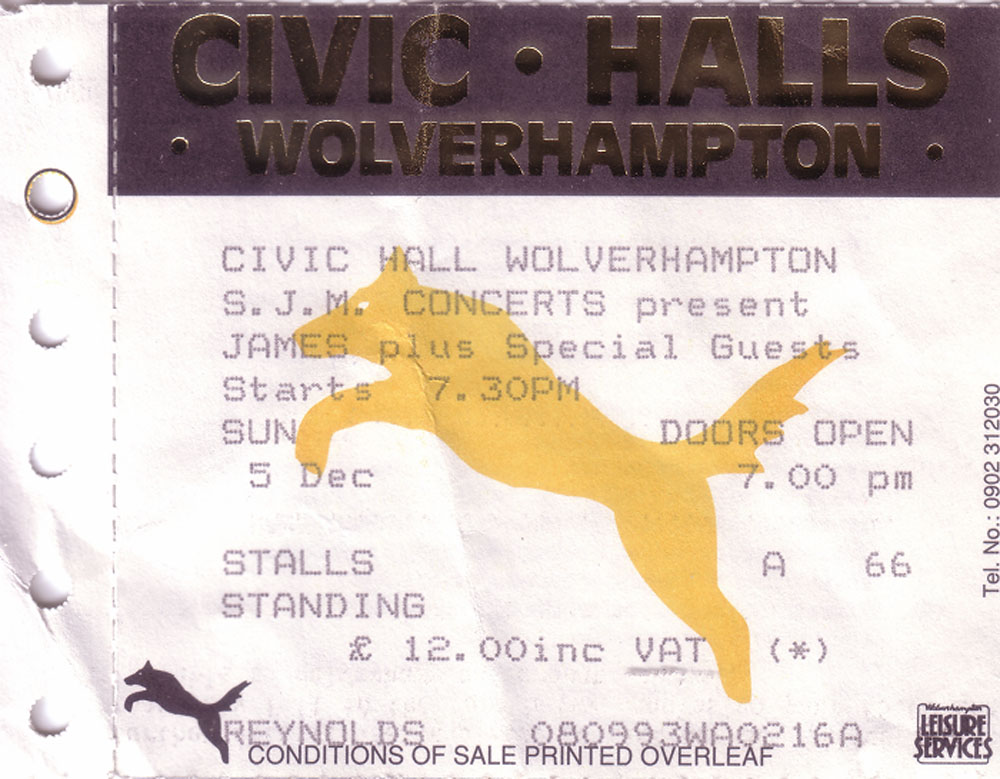 CIVIC · HALLS
· WOLVERHAMPTON ·
CIVIC HALL WOLVERHAMPTON
S.J.M. CONCERTS present
JAMES plus Special Guests
Starts 7.30PM
SUN DOORS OPEN
5 Dec 7.00 pm
STALLS A 66
STANDING
£ 12.00inc VAT (*)
REYNOLDS 080993WA0216A
CONDITIONS OF SALE PRINTED OVERLEAF
Tel. No.: 0902 312030
Wolverhampton
LEISURE
SERVICES